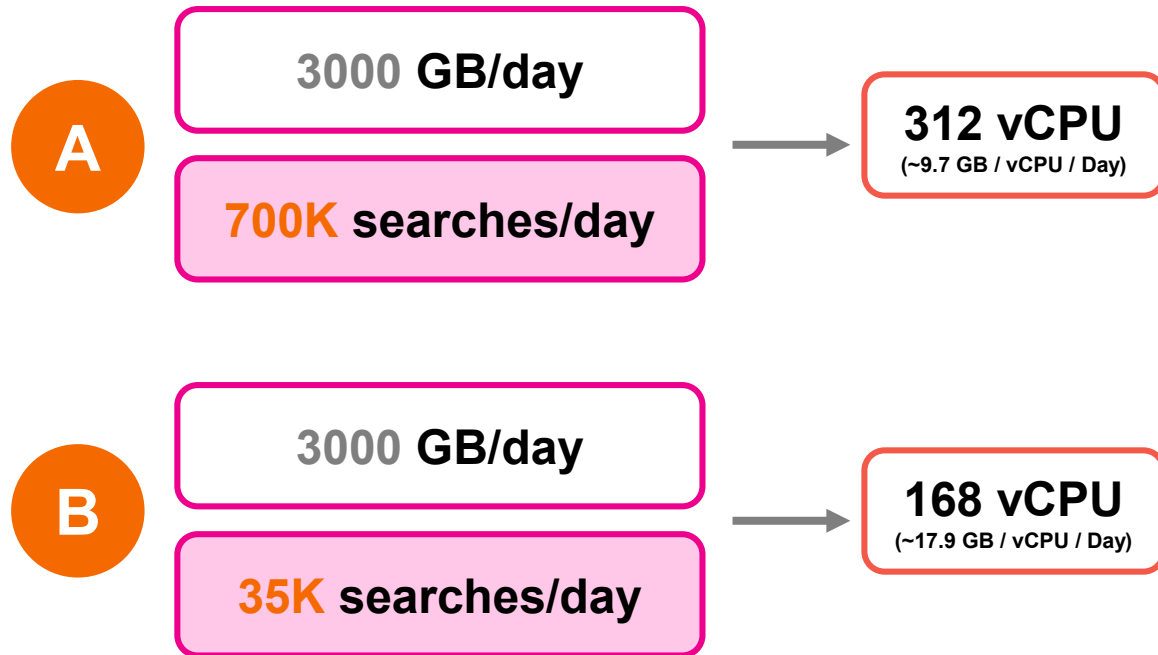 A
3000 GB/day
700K searches/day
312 vCPU
(~9.7 GB / vCPU / Day)
B
3000 GB/day
35K searches/day
168 vCPU
(~17.9 GB / vCPU / Day)